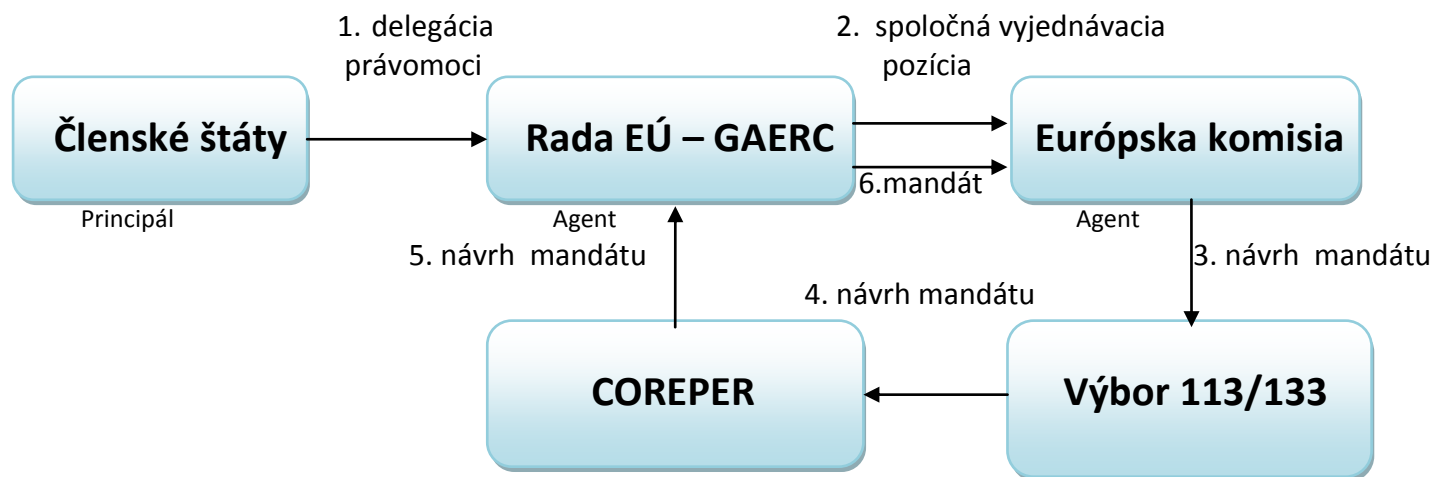 1. delegácia
právomoci
2. spoločná vyjednávacia
pozícia
Členské štáty
Rada EÚ – GAERC
Európska komisia
6.mandát
Principál
Agent
Agent
5. návrh mandátu
3. návrh mandátu
4. návrh mandátu
COREPER
Výbor 113/133